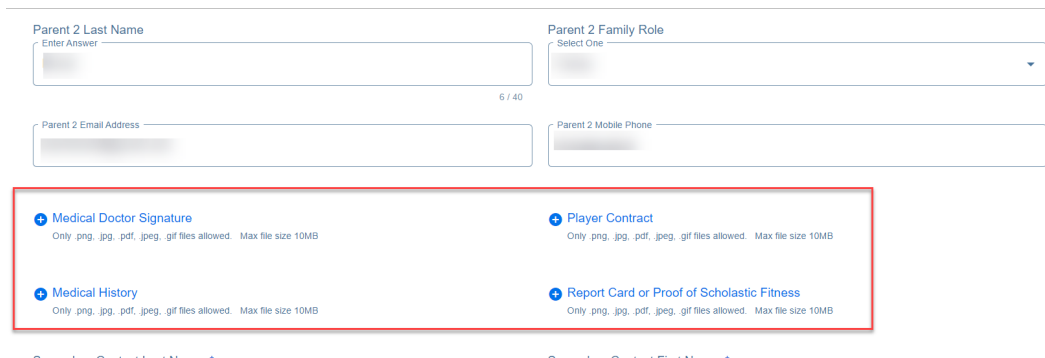 Parent 2 Last Name
Parent 2 Family Role
Enter Answer
Select One
6 / 40
Parent 2 Email Address
Parent 2 Mobile Phone
Medical Doctor Signature
Only .png, .jpg, .pdf, .jpeg, .gif files allowed. Max file size 10MB
Player Contract
Only .png, .jpg, .pdf, .jpeg, .gif files allowed. Max file size 10MB
Medical History
Only .png, .jpg, .pdf, .jpeg, .gif files allowed. Max file size 10MB
Report Card or Proof of Scholastic Fitness
Only .png, .jpg, .pdf, .jpeg, .gif files allowed. Max file size 10MB